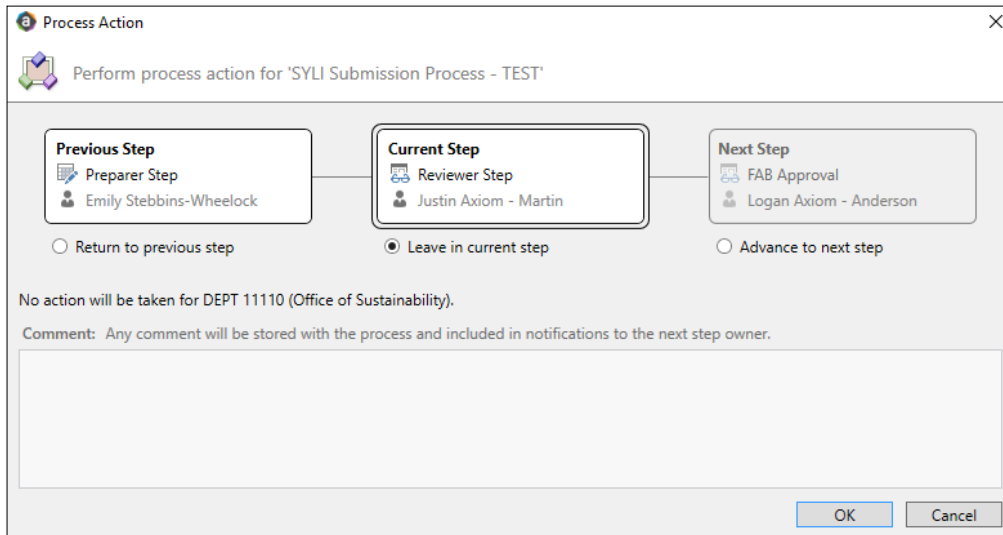 Process Action
Perform process action for 'SYLI Submission Process - TEST'
Previous Step
Preparer Step
Emily Stebbins-Wheelock
Return to previous step
Current Step
Reviewer Step
Justin Axiom - Martin
Leave in current step
Next Step
FAB Approval
Logan Axiom - Anderson
Advance to next step
No action will be taken for DEPT 11110 (Office of Sustainability).
Comment: Any comment will be stored with the process and included in notifications to the next step owner.
OK
Cancel